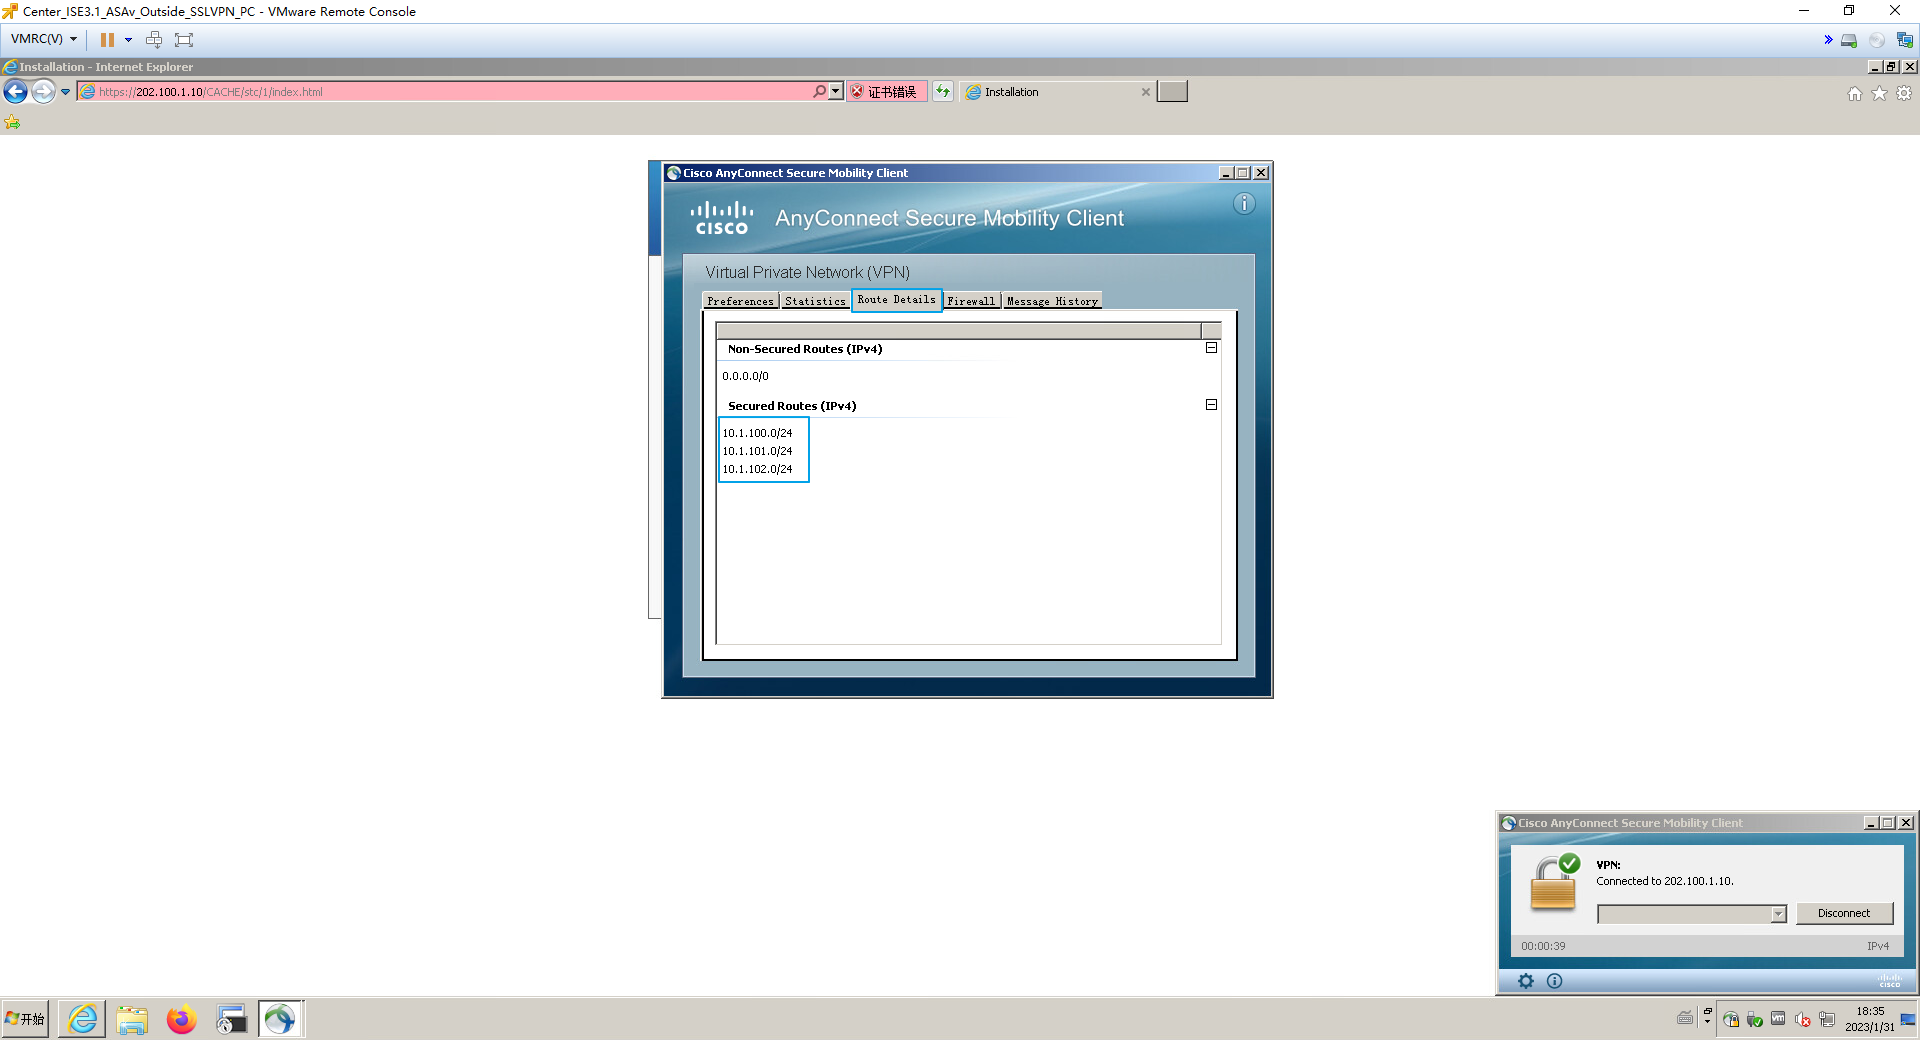 Center_ISE3.1_ASAv_Outside_SSLVPN_PC - VMware Remote Console
VMRC(V)
Installation - Internet Explorer
https://202.100.1.10/CACHE/stc/1/index.html
证书错误
Installation
Cisco AnyConnect Secure Mobility Client
CISCO
AnyConnect Secure Mobility Client
Virtual Private Network (VPN)
Preferences
Statistics
Route Details
Firewall
Message History
Non-Secured Routes (IPv4)
0.0.0.0/0
Secured Routes (IPv4)
10.1.100.0/24
10.1.101.0/24
10.1.102.0/24
Cisco AnyConnect Secure Mobility Client
VPN:
Connected to 202.100.1.10.
Disconnect
00:00:39
IPv4
CISCO
开始
vm
18:35
2023/1/31